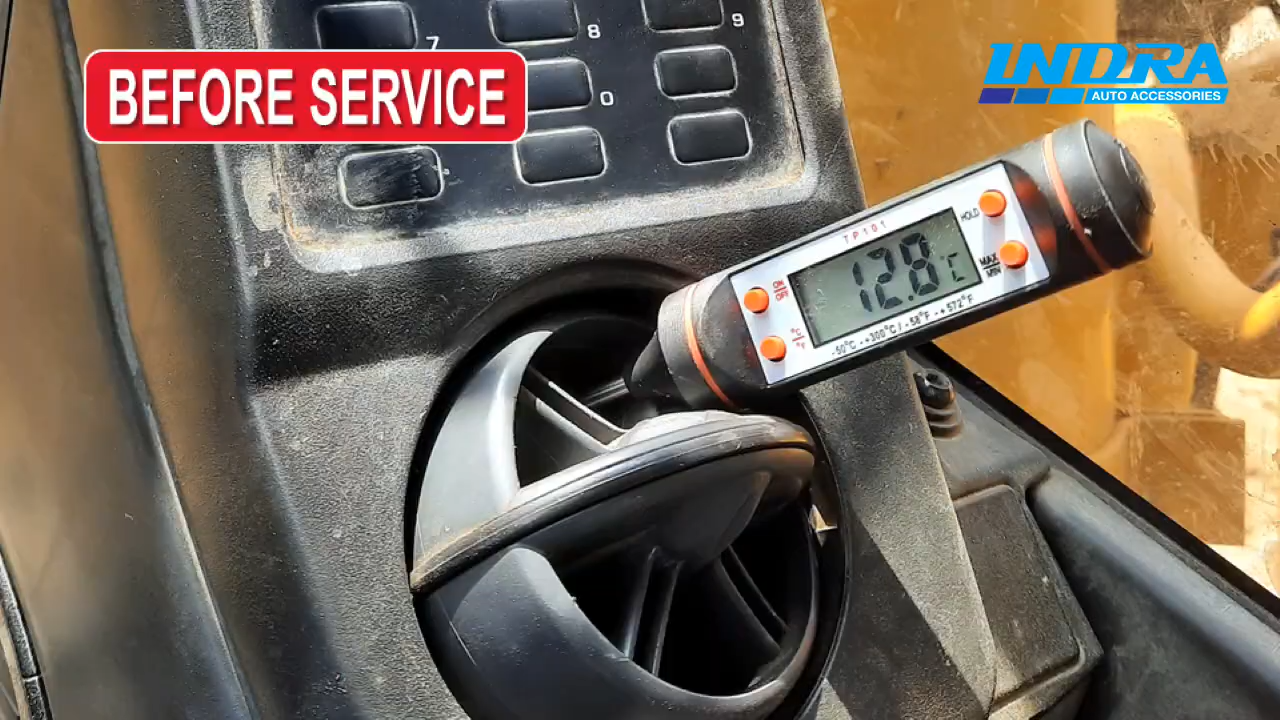 7
8
9
BEFORE SERVICE
0
INDRA
AUTO ACCESSORIES
TP101
HOLD
MAX
MIN
ON
OFF
°C
°F
12.8°C
-50°C-+300°C/-58°F-+572°F